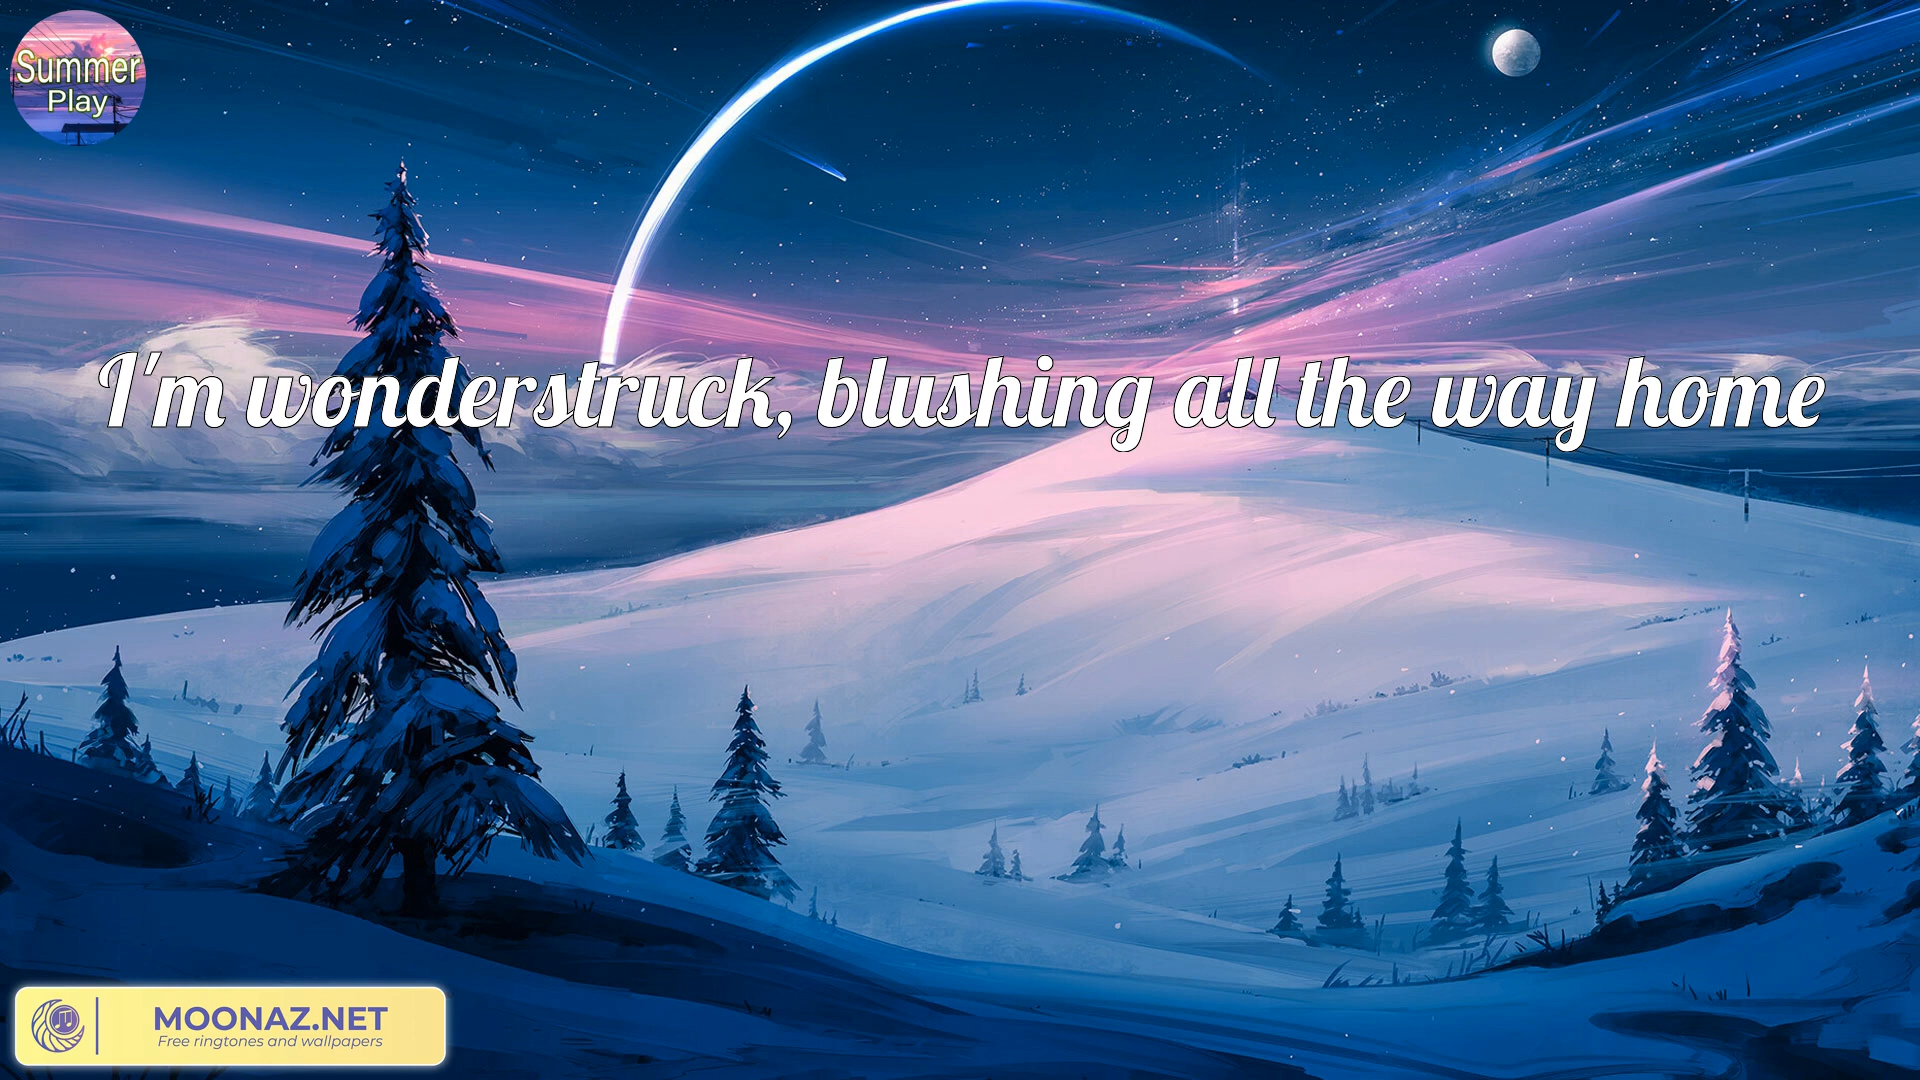 Summer
Play
I'm wonderstruck, blushing all the way home
MOONAZ.NET
Free ringtones and wallpapers